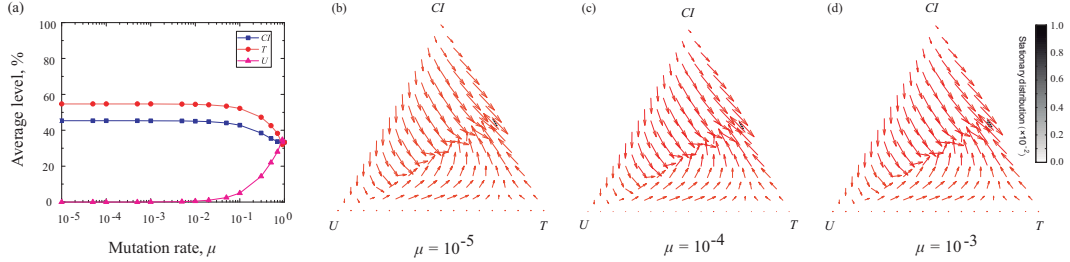 (a)
100
80
60
40
20
0
Average level, %
CI
T
U
10-5
10-4
10-3
10-2
10-1
100
Mutation rate, μ
(b)
CI
U
T
μ = 10-5
(c)
CI
U
T
μ = 10-4
(d)
CI
U
T
μ = 10-3
Stationary distribution (×10-2)
1.0
0.8
0.6
0.4
0.2
0.0